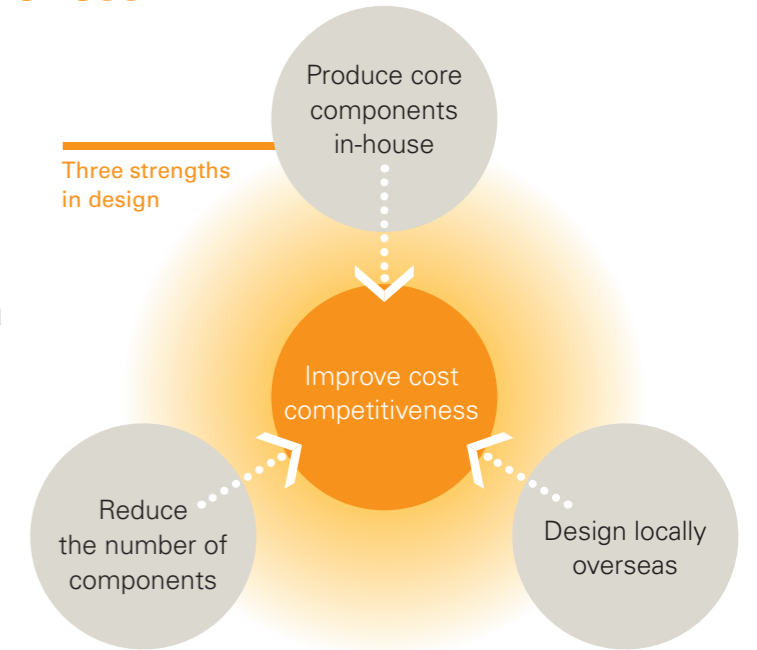 Produce core
components
in-house
Three strengths
in design
Improve cost
competitiveness
Reduce
the number of
components
Design locally
overseas